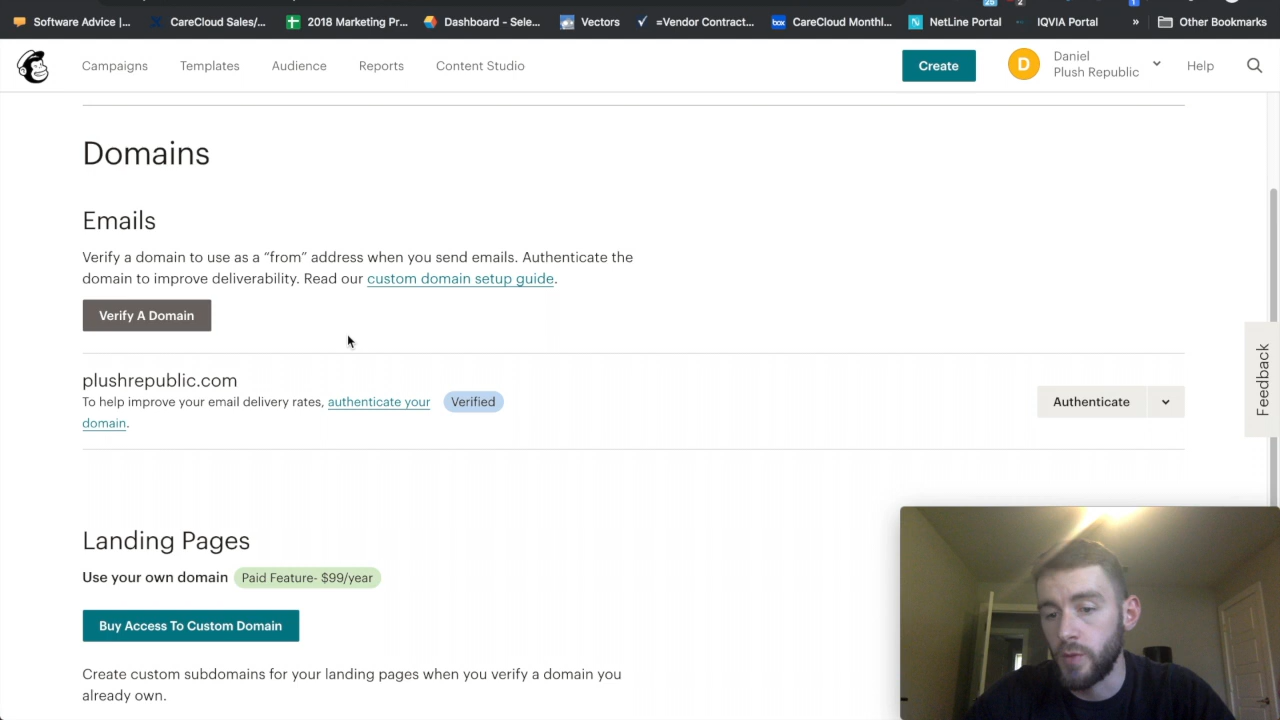 Software Advice |... CareCloud Sales/... 2018 Marketing Pr... Dashboard - Sele... Vectors =Vendor Contract... box CareCloud Monthl... N NetLine Portal IQVIA Portal » Other Bookmarks
Campaigns Templates Audience Reports Content Studio Create D Daniel Help
Plush Republic
Domains
Emails
Verify a domain to use as a “from” address when you send emails. Authenticate the
domain to improve deliverability. Read our custom domain setup guide.
Verify A Domain
Feedback
plushrepublic.com
To help improve your email delivery rates, authenticate your Verified Authenticate
domain.
Landing Pages
Use your own domain Paid Feature- $99/year
Buy Access To Custom Domain
Create custom subdomains for your landing pages when you verify a domain you
already own.